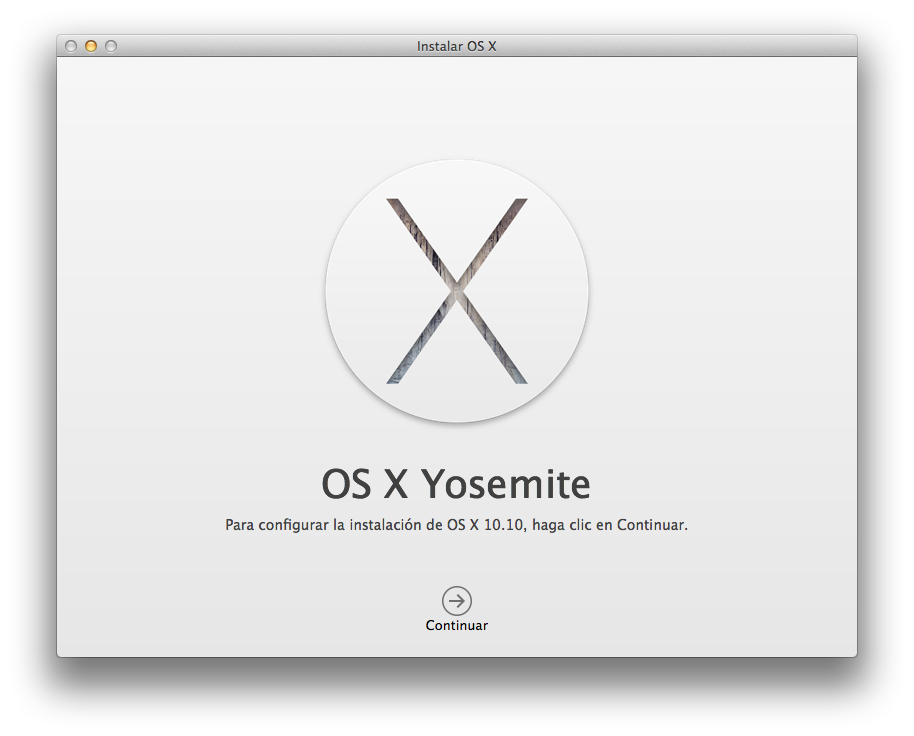 Instalar OS X
OS X Yosemite
Para configurar la instalación de OS X 10.10, haga clic en Continuar.
Continuar